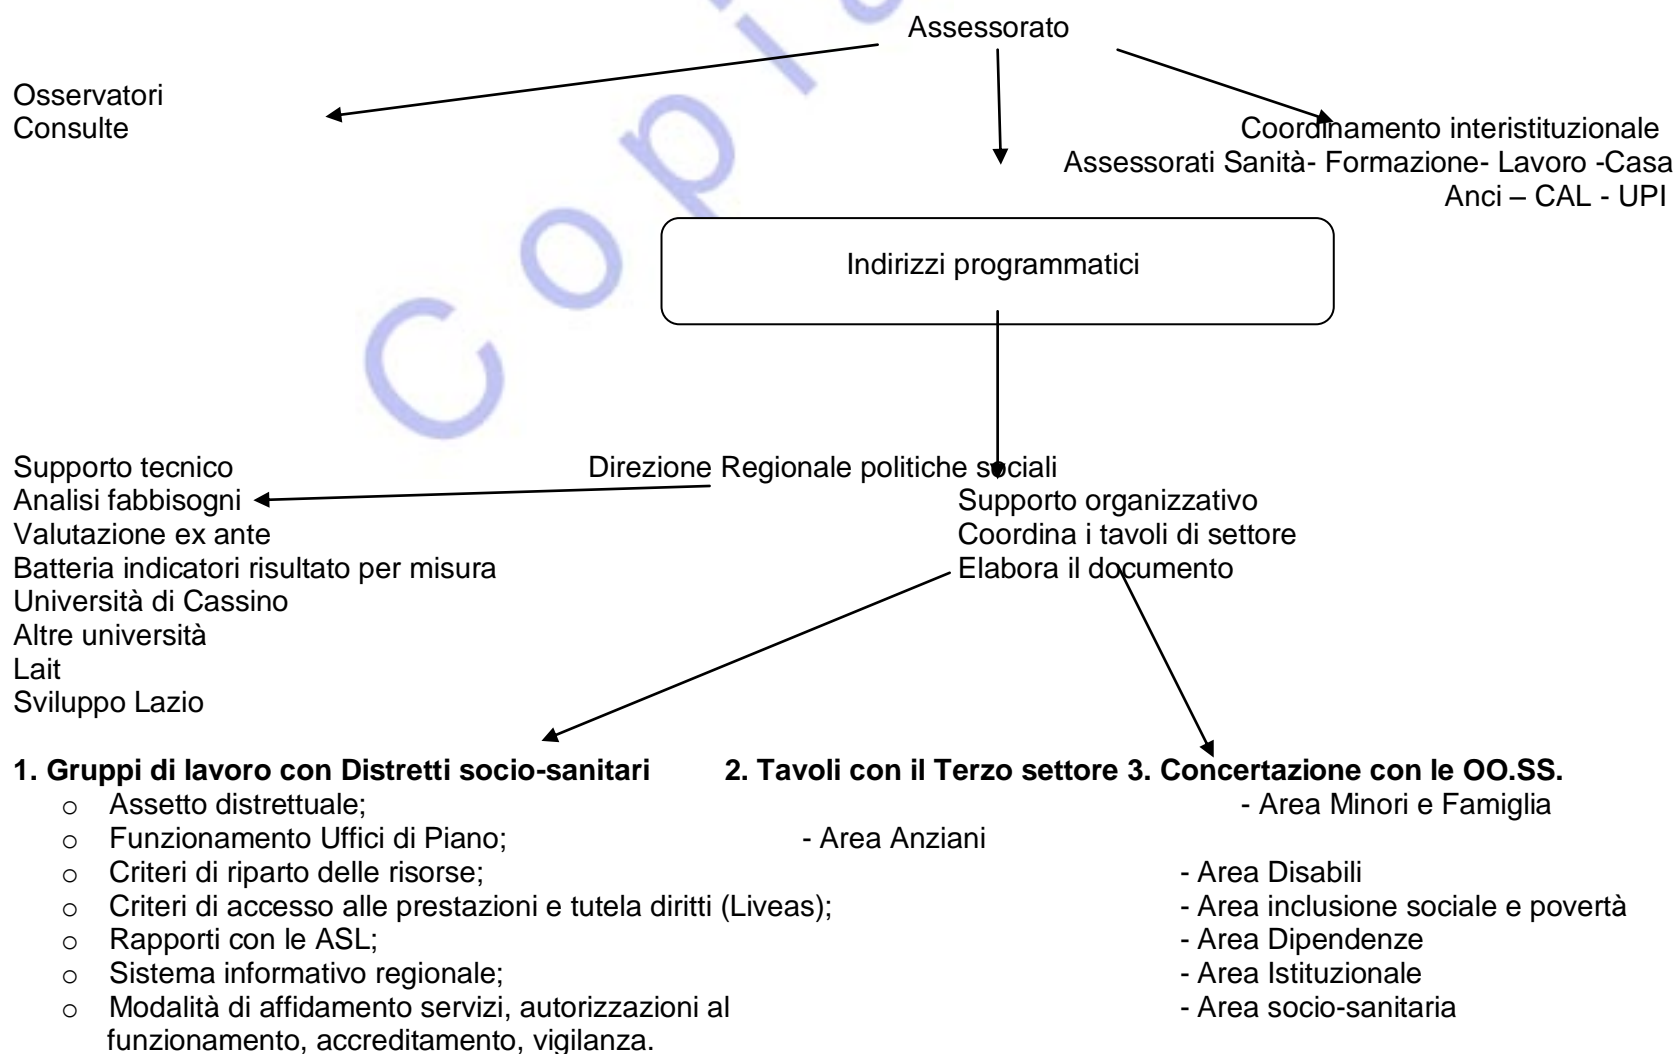 Assessorato
Osservatori
Consulte
Coordinamento interistituzionale
Assessorati Sanità- Formazione- Lavoro -Casa
Anci – CAL - UPI
Indirizzi programmatici
Supporto tecnico
Analisi fabbisogni
Valutazione ex ante
Batteria indicatori risultato per misura
Università di Cassino
Altre università
Lait
Sviluppo Lazio
Direzione Regionale politiche sociali
Supporto organizzativo
Coordina i tavoli di settore
Elabora il documento
1. Gruppi di lavoro con Distretti socio-sanitari 2. Tavoli con il Terzo settore 3. Concertazione con le OO.SS.
○ Assetto distrettuale; - Area Minori e Famiglia
○ Funzionamento Uffici di Piano; - Area Anziani
○ Criteri di riparto delle risorse; - Area Disabili
○ Criteri di accesso alle prestazioni e tutela diritti (Liveas); - Area inclusione sociale e povertà
○ Rapporti con le ASL; - Area Dipendenze
○ Sistema informativo regionale; - Area Istituzionale
○ Modalità di affidamento servizi, autorizzazioni al - Area socio-sanitaria
funzionamento, accreditamento, vigilanza.
Copia